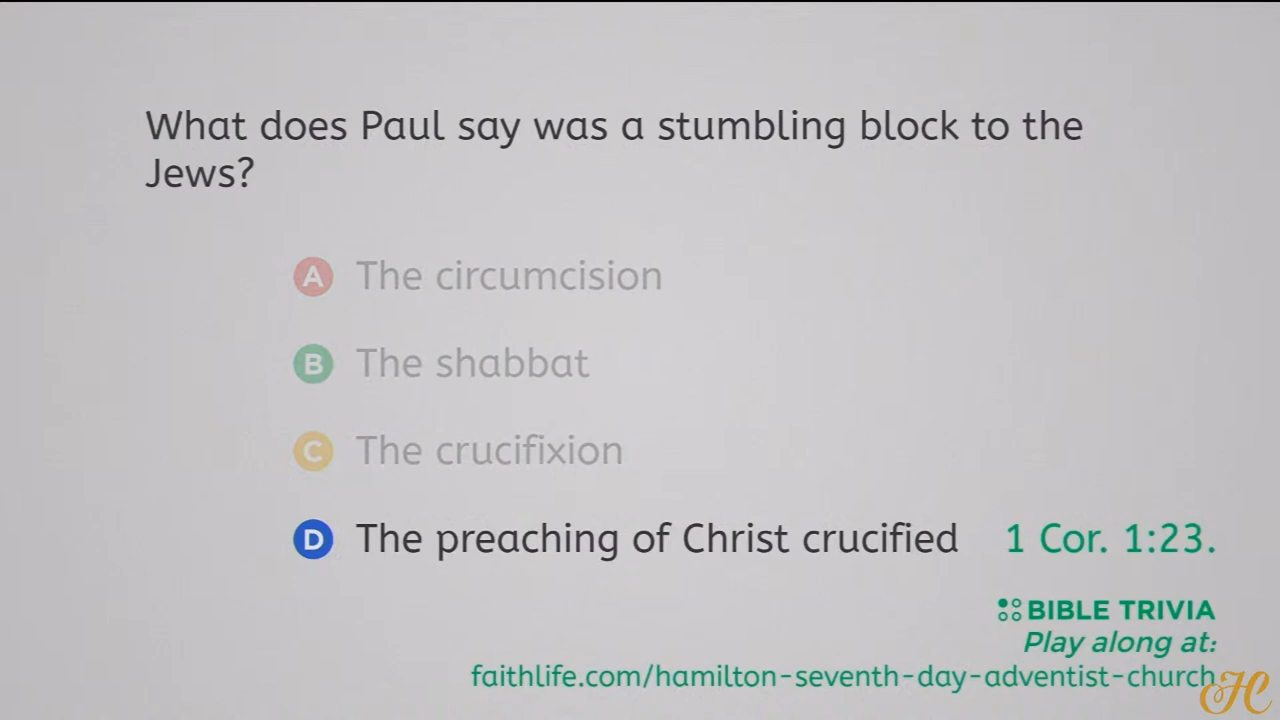 What does Paul say was a stumbling block to the
Jews?
A The circumcision
B The shabbat
C The crucifixion
D The preaching of Christ crucified 1 Cor. 1:23.
BIBLE TRIVIA
Play along at:
faithlife.com/hamilton-seventh-day-adventist-church
H